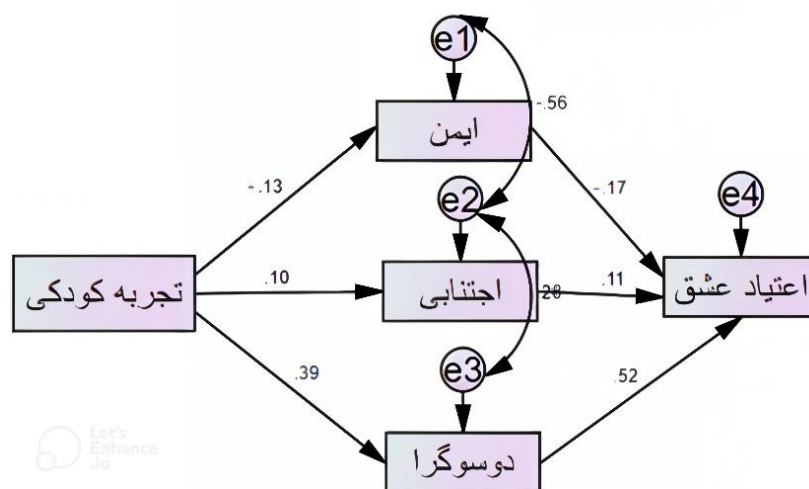 e1
ایمن
-.56
-.13
-.17
e2
e4
تجربه کودکی
.10
اجتنابی
.11
اعتیاد عشق
e3
.39
.52
دوسوگرا
Let's
Enhance
.io